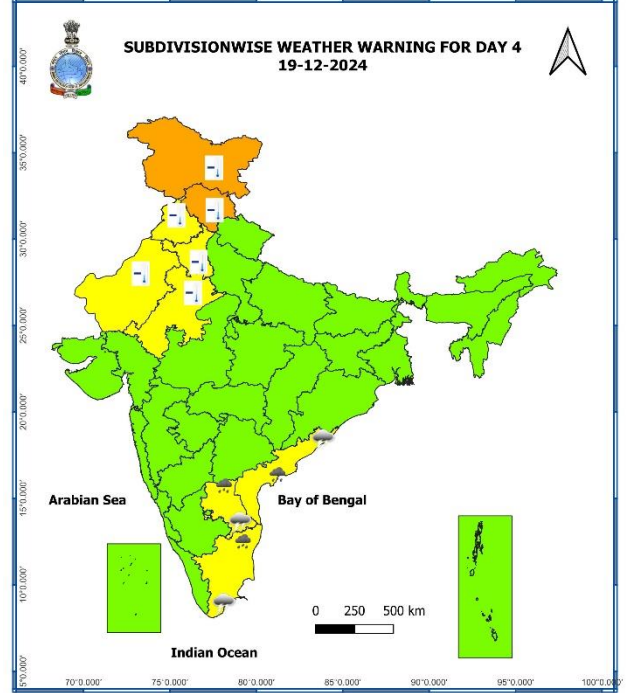 SUBDIVISIONWISE WEATHER WARNING FOR DAY 4
19-12-2024
40°0.000'
35°0.000'
30°0.000'
25°0.000'
20°0.000'
15°0.000'
10°0.000'
5°0.000'
Arabian Sea
Bay of Bengal
0 250 500 km
Indian Ocean
70°0.000' 75°0.000' 80°0.000' 85°0.000' 90°0.000' 95°0.000' 100°0.000'